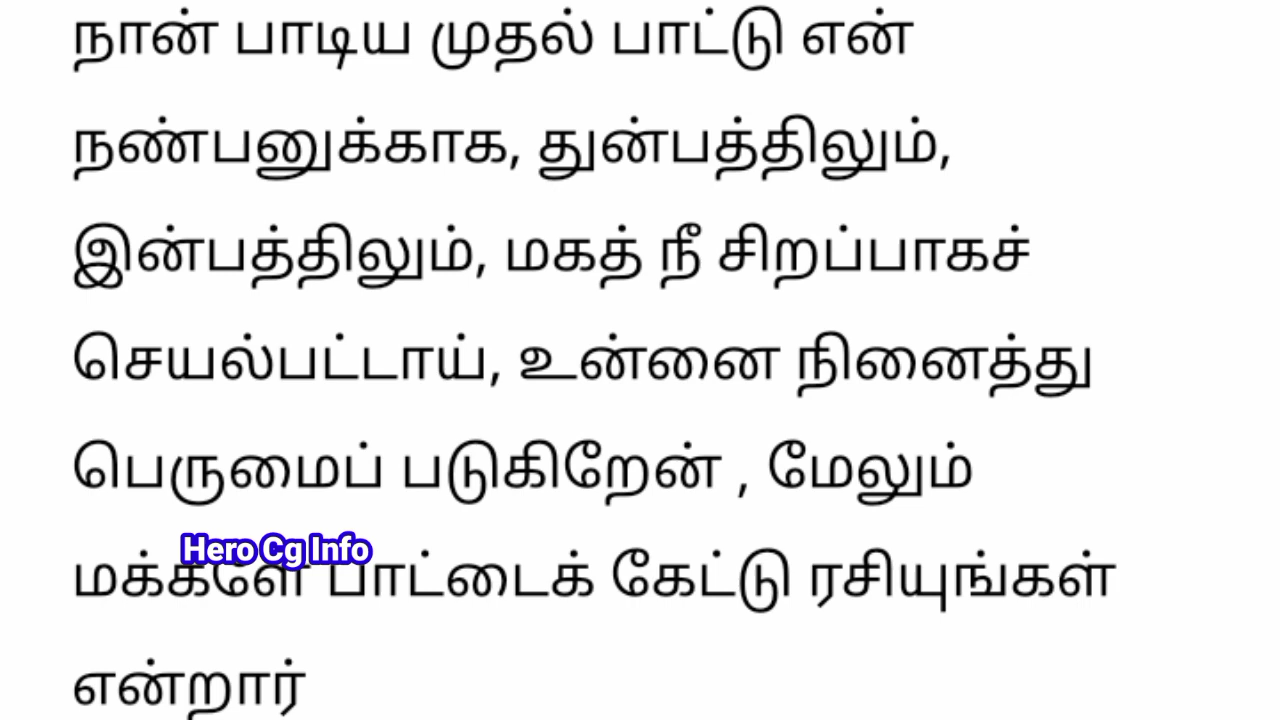 நான் பாடிய முதல் பாட்டு என்
நண்பனுக்காக, துன்பத்திலும்,
இன்பத்திலும், மகத் நீ சிறப்பாகச்
செயல்பட்டாய், உன்னை நினைத்து
பெருமைப் படுகிறேன் , மேலும்
Hero Cg Info
மக்களே பாட்டைக் கேட்டு ரசியுங்கள்
என்றார்